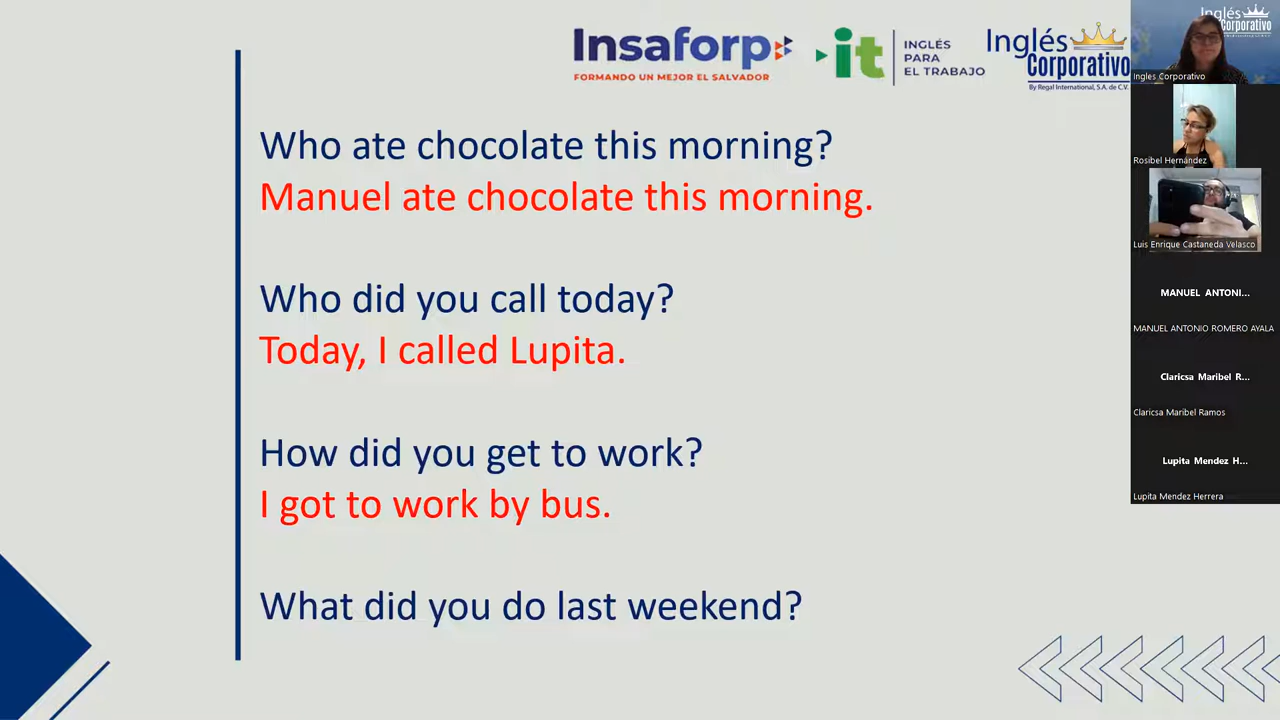 Insaforp
FORMANDO UN MEJOR EL SALVADOR
it
INGLÉS
PARA
EL TRABAJO
Inglés
Corporativo
By Regal International, S.A. de C.V.
Who ate chocolate this morning?
Manuel ate chocolate this morning.
Who did you call today?
Today, I called Lupita.
How did you get to work?
I got to work by bus.
What did you do last weekend?
Inglés
Corporativo
Ingles Corporativo
Rosibel Hernández
Luis Enrique Castaneda Velasco
MANUEL ANTONI...
MANUEL ANTONIO ROMERO AYALA
Claricsa Maribel R...
Claricsa Maribel Ramos
Lupita Mendez H...
Lupita Mendez Herrera